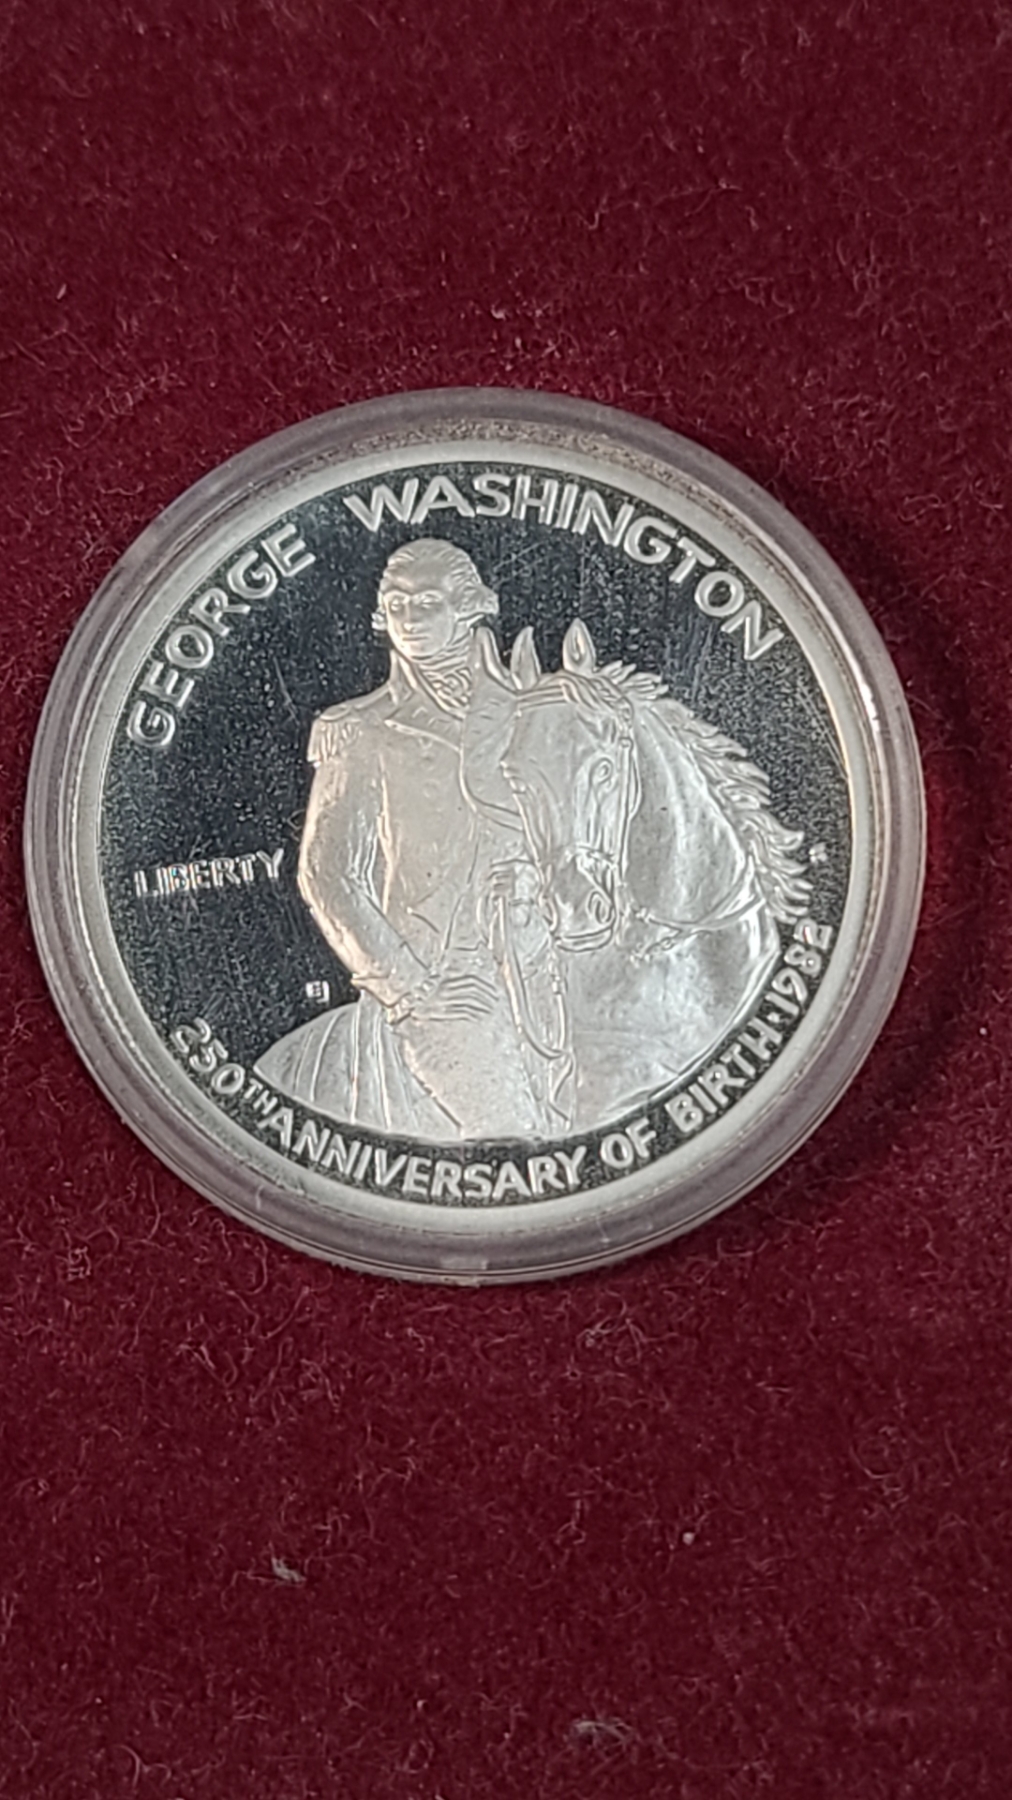 GEORGE WASHINGTON
LIBERTY
250TH ANNIVERSARY OF BIRTH·1982